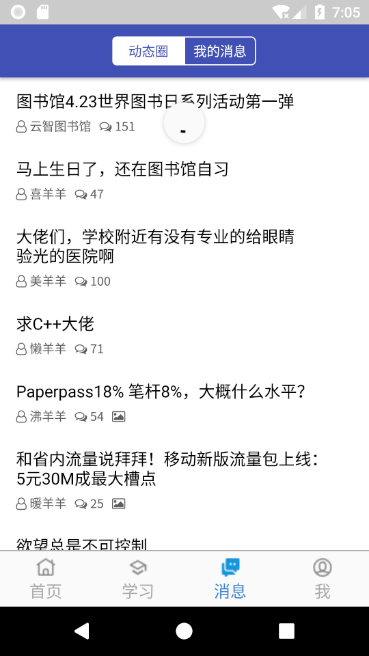 7:05
动态圈 我的消息
图书馆4.23世界图书日系列活动第一弹
云智图书馆 151
马上生日了，还在图书馆自习
喜羊羊 47
大佬们，学校附近有没有专业的给眼睛
验光的医院啊
美羊羊 100
求C++大佬
懒羊羊 71
Paperpass18% 笔杆8%，大概什么水平？
沸羊羊 54
和省内流量说拜拜！移动新版流量包上线：
5元30M成最大槽点
暖羊羊 25
欲望总是不可控制
首页 学习 消息 我